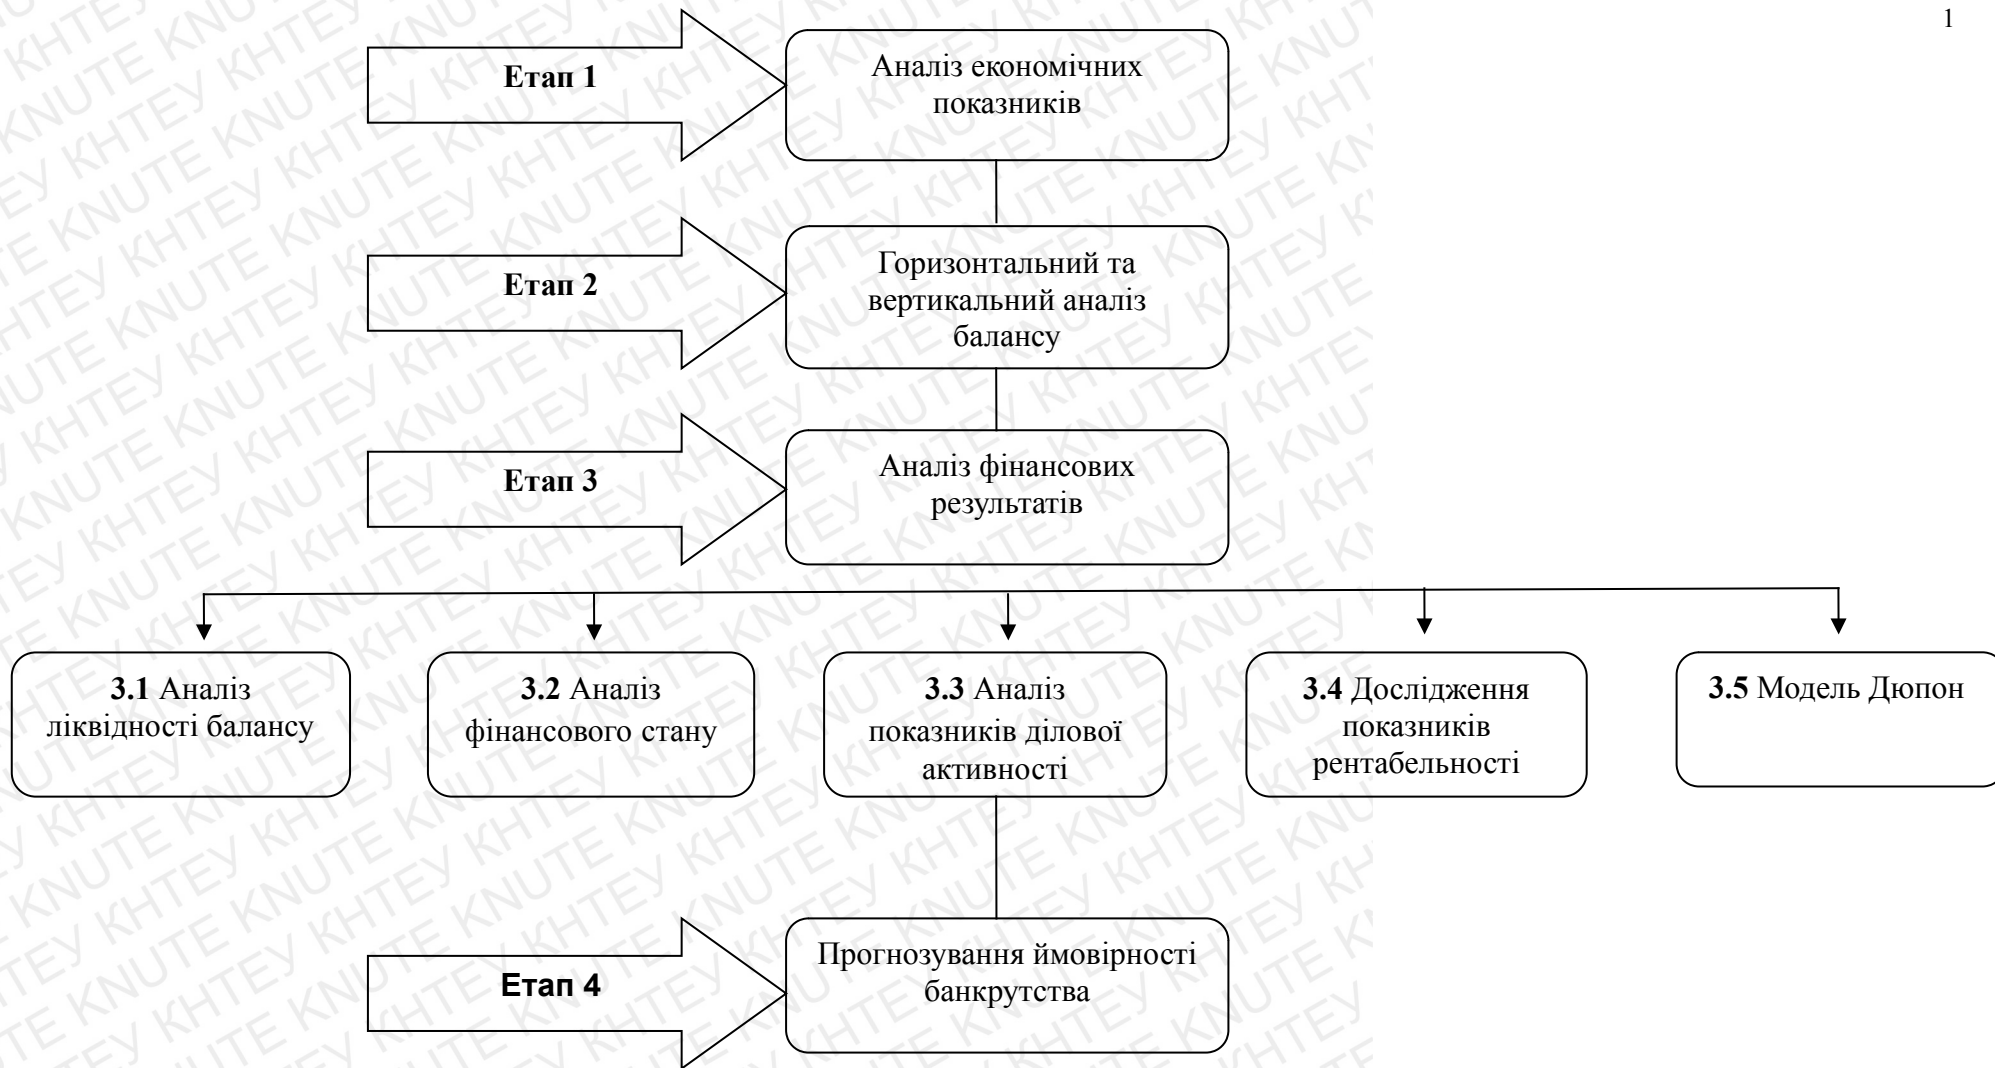 1
Етап 1
Аналіз економічних
показників
Етап 2
Горизонтальний та
вертикальний аналіз
балансу
Етап 3
Аналіз фінансових
результатів
3.1 Аналіз
ліквідності балансу
3.2 Аналіз
фінансового стану
3.3 Аналіз
показників ділової
активності
3.4 Дослідження
показників
рентабельності
3.5 Модель Дюпон
Етап 4
Прогнозування ймовірності
банкрутства